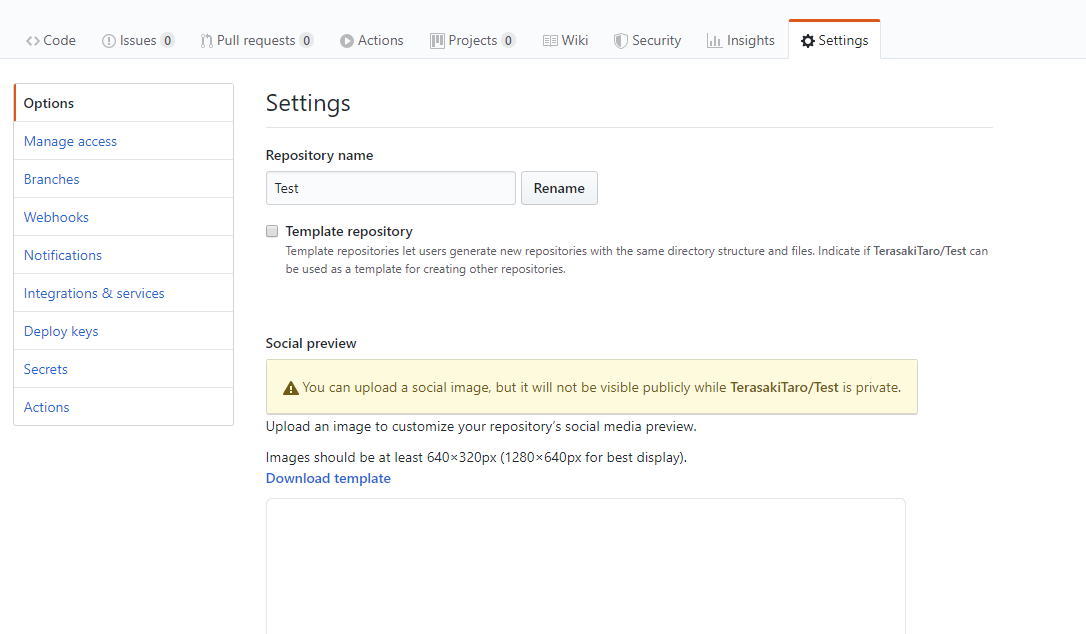 Code Issues 0 Pull requests 0 Actions Projects 0 Wiki Security Insights Settings
Options
Manage access
Branches
Webhooks
Notifications
Integrations & services
Deploy keys
Secrets
Actions
Settings
Repository name
Test Rename
Template repository
Template repositories let users generate new repositories with the same directory structure and files. Indicate if TerasakiTaro/Test can
be used as a template for creating other repositories.
Social preview
You can upload a social image, but it will not be visible publicly while TerasakiTaro/Test is private.
Upload an image to customize your repository’s social media preview.
Images should be at least 640×320px (1280×640px for best display).
Download template